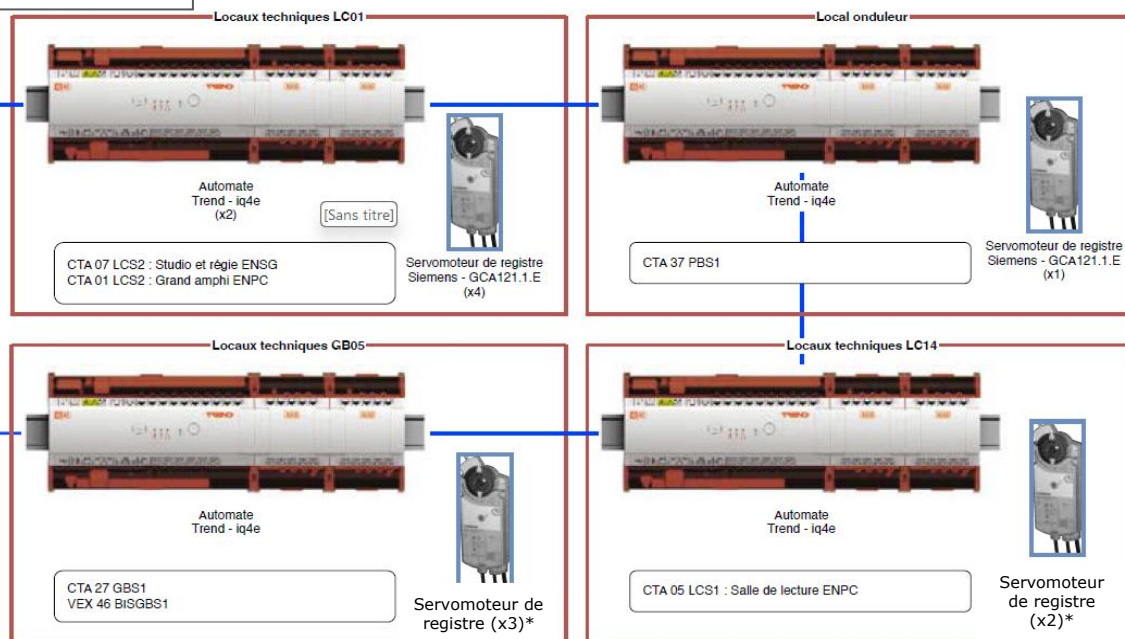 Locaux techniques LC01
TREND
Automate
Trend - iq4e
(x2)
[Sans titre]
CTA 07 LCS2 : Studio et régie ENSG
CTA 01 LCS2 : Grand amphi ENPC
Servomoteur de registre
Siemens - GCA121.1.E
(x4)
Local onduleur
TREND
Automate
Trend - iq4e
CTA 37 PBS1
Servomoteur de registre
Siemens - GCA121.1.E
(x1)
Locaux techniques GB05
TREND
Automate
Trend - iq4e
CTA 27 GBS1
VEX 46 BISGBS1
Servomoteur de
registre (x3)*
Locaux techniques LC14
TREND
Automate
Trend - iq4e
CTA 05 LCS1 : Salle de lecture ENPC
Servomoteur
de registre
(x2)*